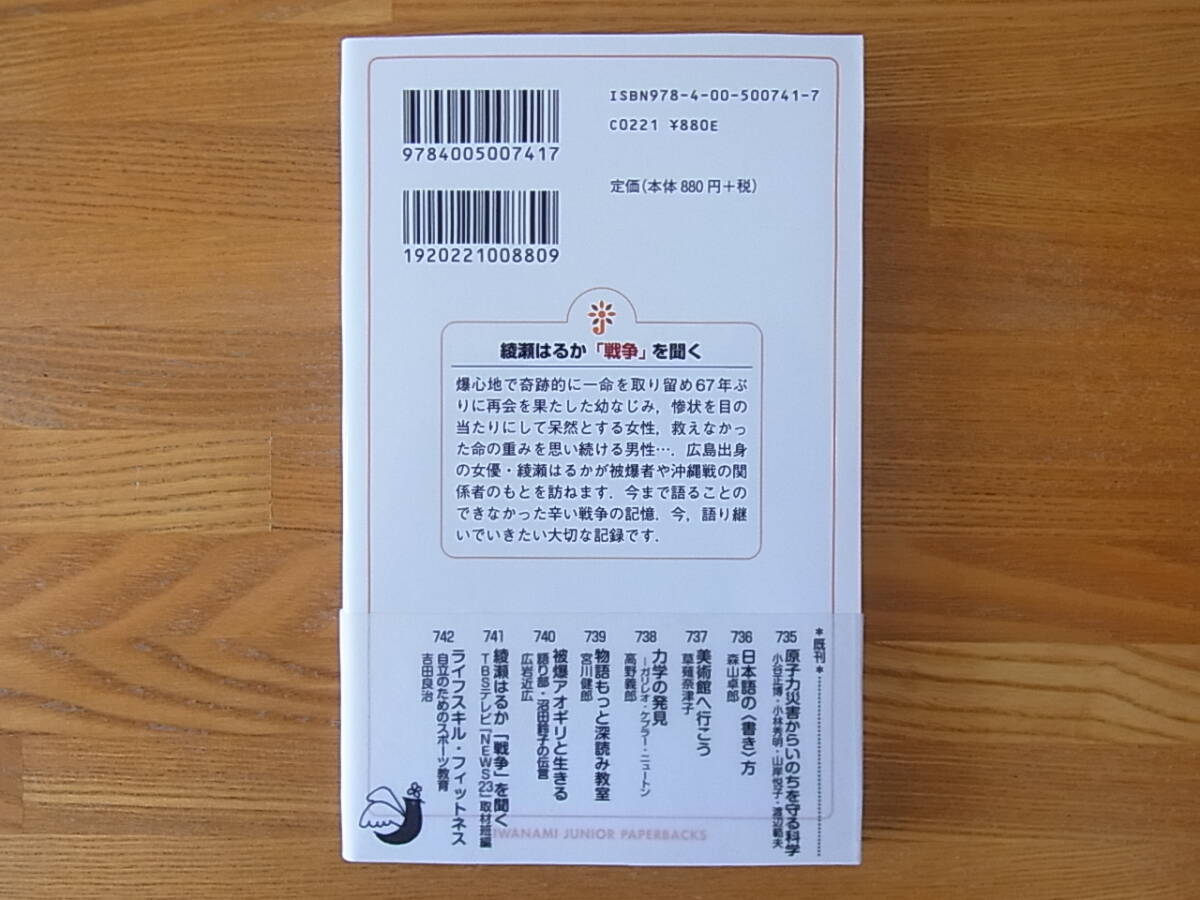 ISBN978-4-00-500741-7
C0221 ¥880E
9784005007417
定価(本体 880 円+税)
1920221008809
綾瀬はるか「戦争」を聞く
爆心地で奇跡的に一命を取り留め67年ぶ
りに再会を果たした幼なじみ，惨状を目の
当たりにして呆然とする女性，救えなかっ
た命の重みを思い続ける男性…．広島出身
の女優・綾瀬はるかが被爆者や沖縄戦の関
係者のもとを訪ねます．今まで語ることの
できなかった辛い戦争の記憶．今，語り継
いでいきたい大切な記録です．
*既刊*
735 原子力災害からいのちを守る科学
小谷正博・小林秀明・山岸悦子・渡辺範夫
736 日本語の〈書き〉方
森山卓郎
737 美術館へ行こう
草薙奈津子
738 力学の発見
―ガリレオ・ケプラー・ニュートン
高野義郎
739 物語もっと深読み教室
宮川健郎
740 被爆アオギリと生きる
語り部・沼田鈴子の伝言
広岩近広
741 綾瀬はるか「戦争」を聞く
TBSテレビ『NEWS23』取材班編
742 ライフスキル・フィットネス
自立のためのスポーツ教育
吉田良治
IWANAMI JUNIOR PAPERBACKS